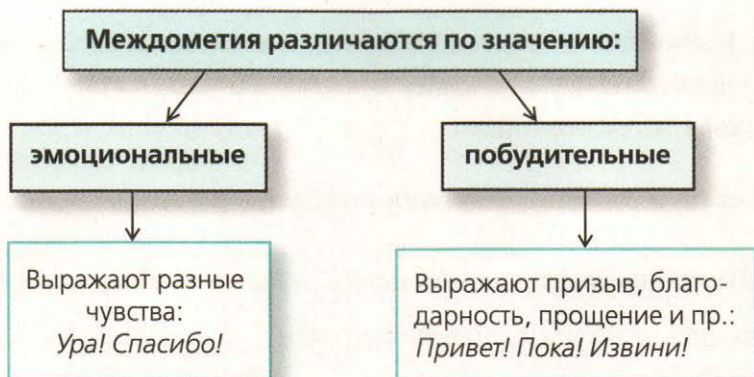 Междометия различаются по значению:
эмоциональные
побудительные
Выражают разные
чувства:
Ура! Спасибо!
Выражают призыв, благо-
дарность, прощение и пр.:
Привет! Пока! Извини!